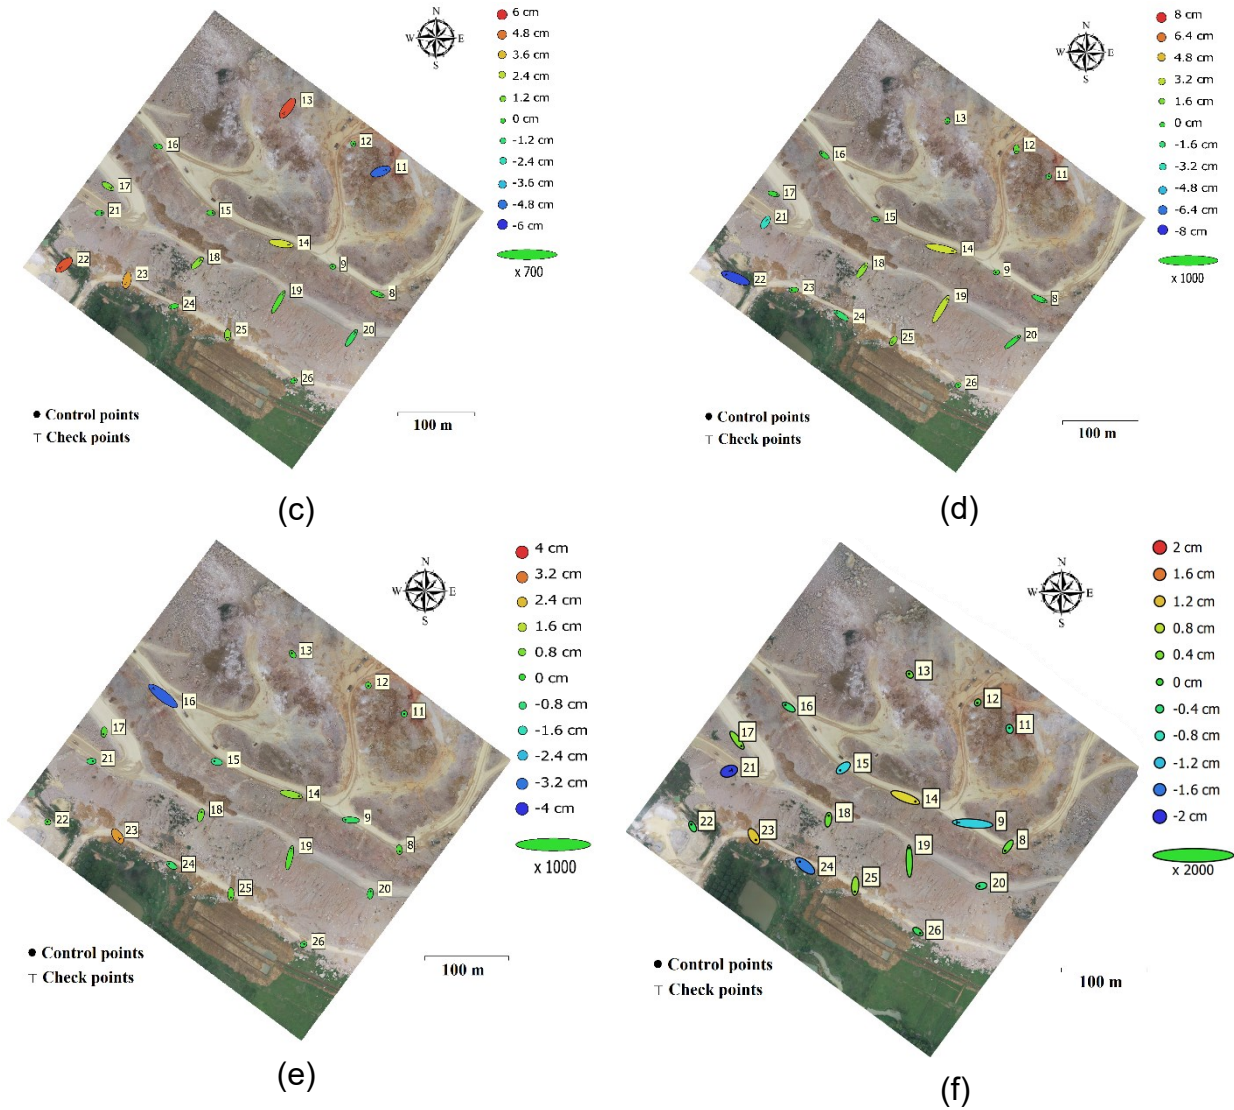 N
W E
S
6 cm
4.8 cm
3.6 cm
2.4 cm
1.2 cm
0 cm
-1.2 cm
-2.4 cm
-3.6 cm
-4.8 cm
-6 cm
x 700
13
12
11
16
17
21
15
14
9
22
23
18
8
19
24
25
20
26
● Control points
⊤ Check points
100 m
(c)
N
W E
S
8 cm
6.4 cm
4.8 cm
3.2 cm
1.6 cm
0 cm
-1.6 cm
-3.2 cm
-4.8 cm
-6.4 cm
-8 cm
x 1000
13
12
11
16
17
21
15
14
9
22
23
18
8
19
24
25
20
26
● Control points
⊤ Check points
100 m
(d)
N
W E
S
4 cm
3.2 cm
2.4 cm
1.6 cm
0.8 cm
0 cm
-0.8 cm
-1.6 cm
-2.4 cm
-3.2 cm
-4 cm
x 1000
13
12
11
16
17
21
15
14
9
22
23
18
8
19
24
25
20
26
● Control points
⊤ Check points
100 m
(e)
N
W E
S
2 cm
1.6 cm
1.2 cm
0.8 cm
0.4 cm
0 cm
-0.4 cm
-0.8 cm
-1.2 cm
-1.6 cm
-2 cm
x 2000
13
12
11
16
17
21
15
14
9
22
23
18
8
19
24
25
20
26
● Control points
⊤ Check points
100 m
(f)